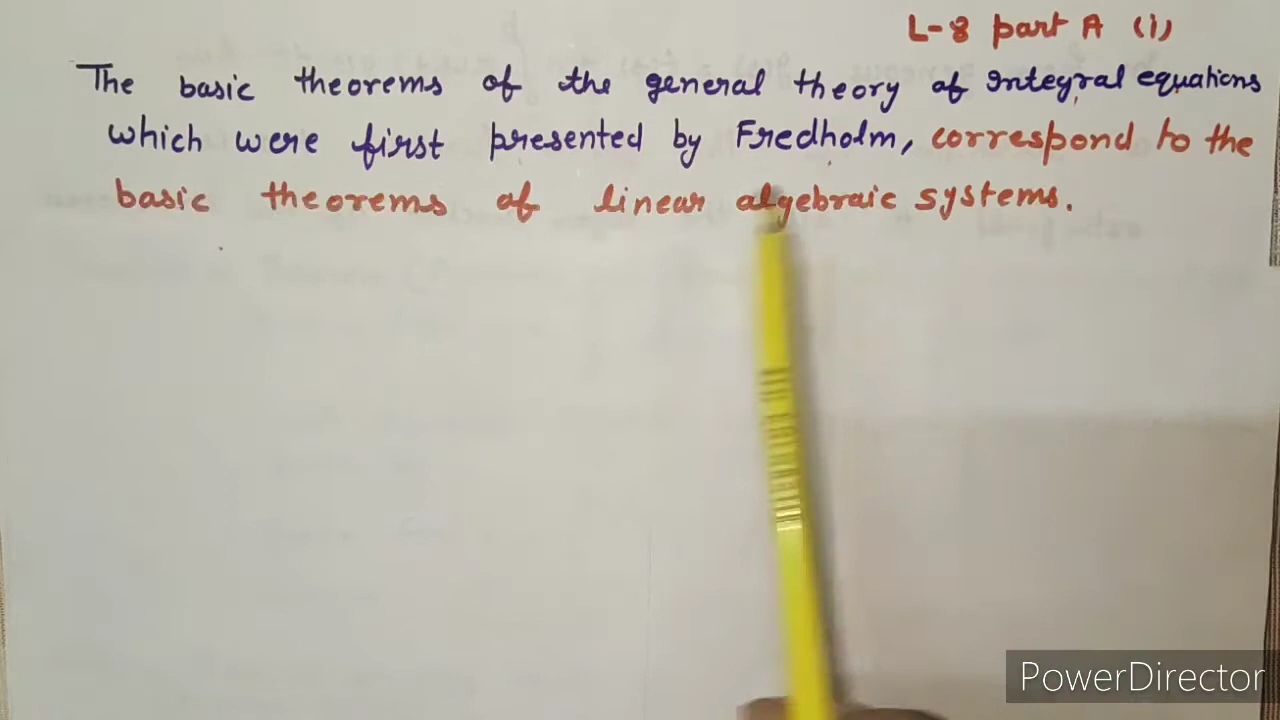 L-8 part A (i)
The basic theorems of the general theory of Integral equations
which were first presented by Fredholm, correspond to the
basic theorems of linear algebraic systems.
PowerDirector